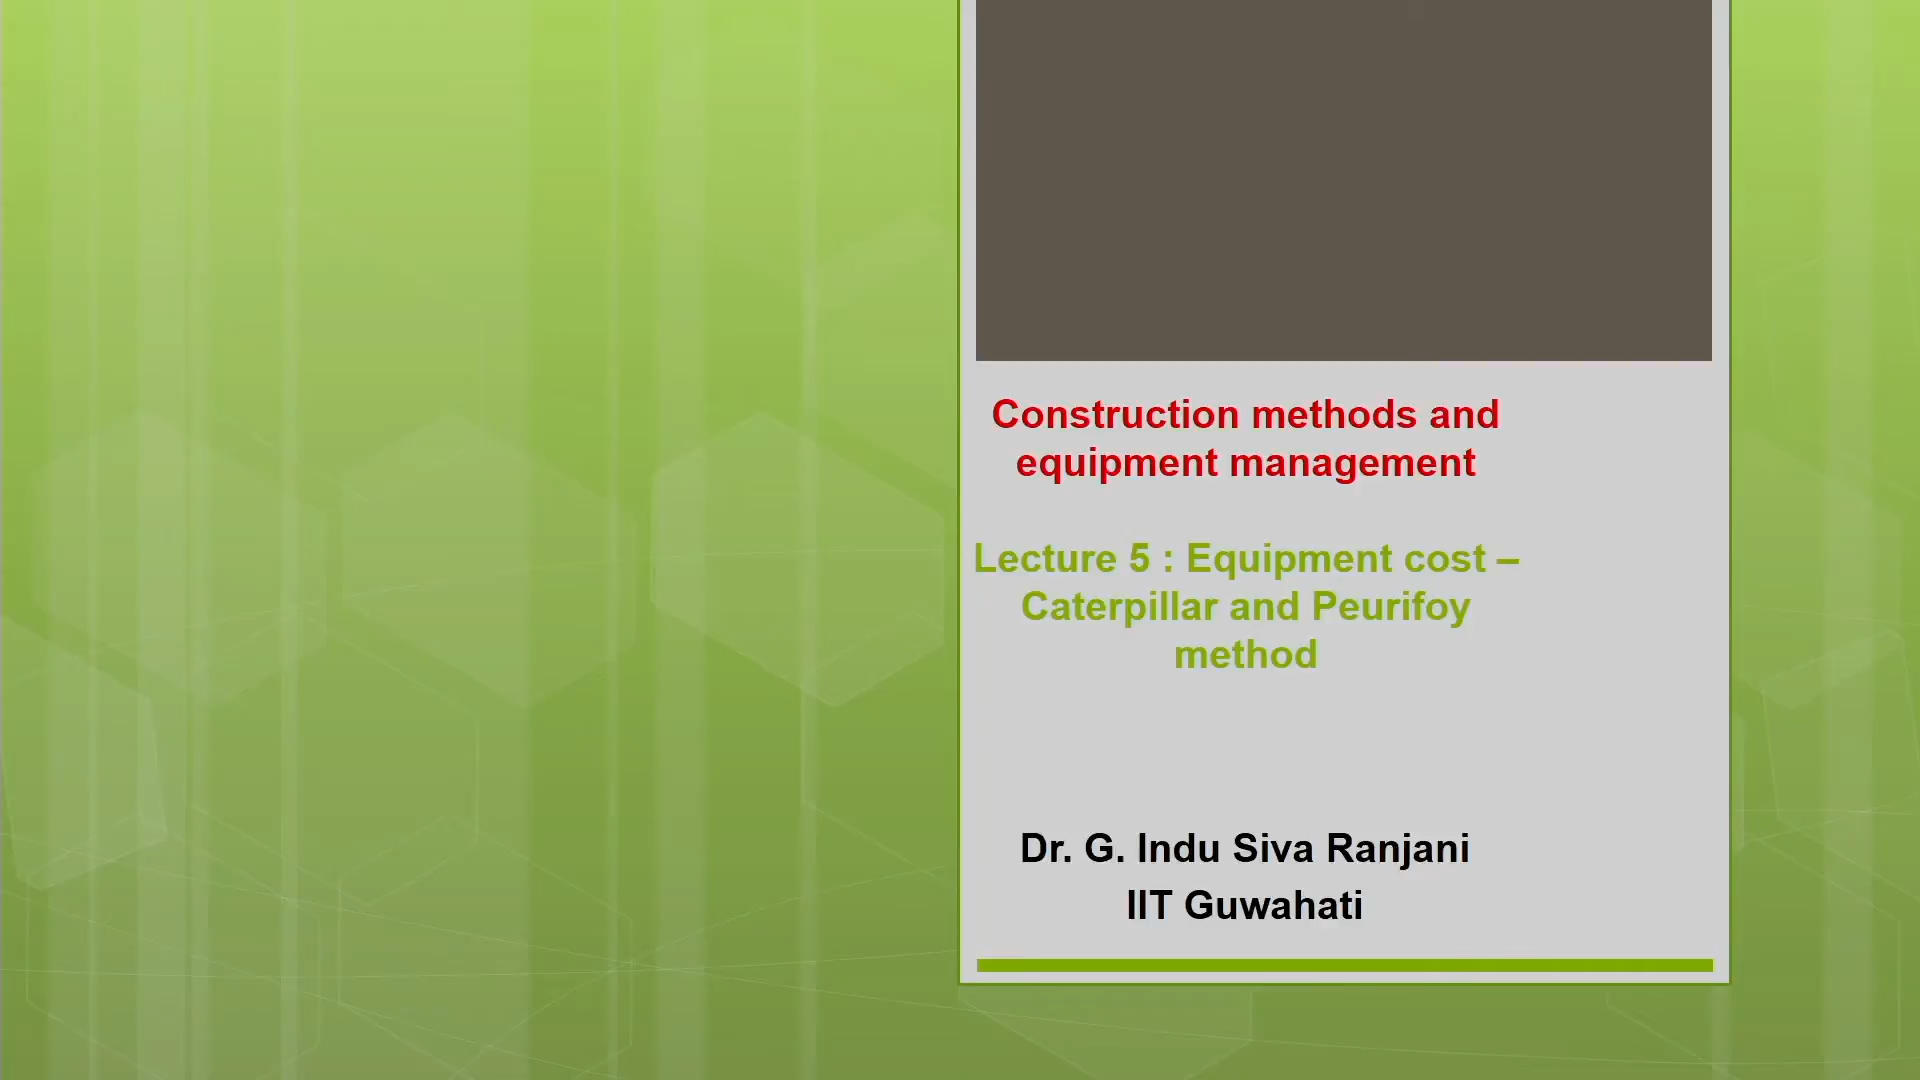 Construction methods and
equipment management
Lecture 5 : Equipment cost –
Caterpillar and Peurifoy
method
Dr. G. Indu Siva Ranjani
IIT Guwahati